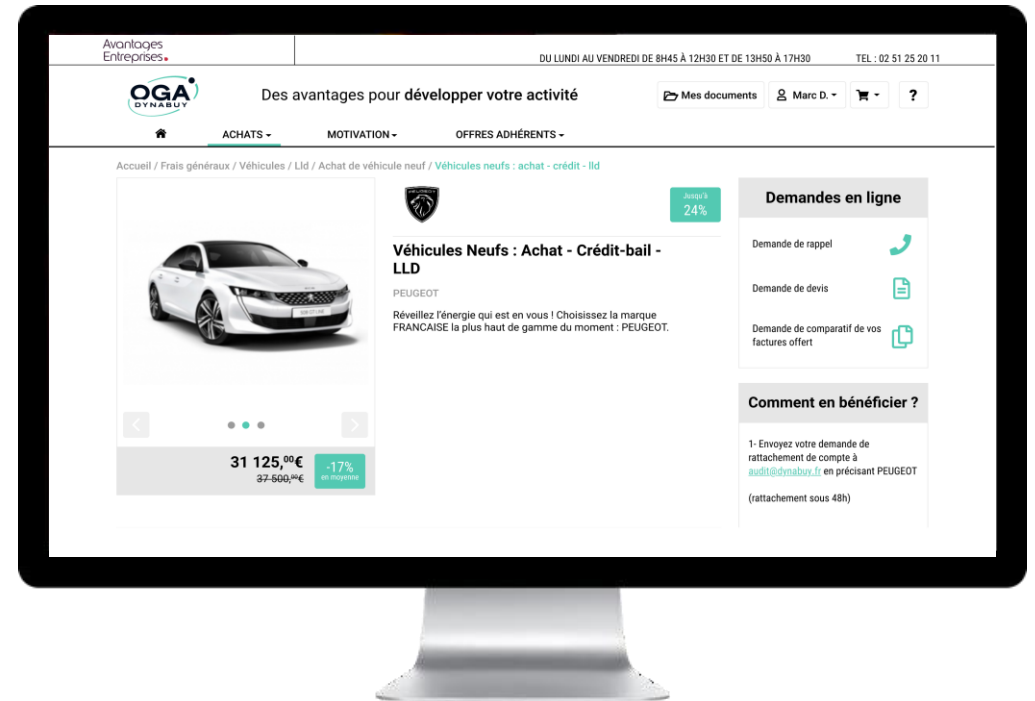 Avantages
Entreprises.
DU LUNDI AU VENDREDI DE 8H45 À 12H30 ET DE 13H50 À 17H30
TEL : 02 51 25 20 11
OGA
DYNABUY
Des avantages pour développer votre activité
Mes documents
Marc D.
?
ACHATS
MOTIVATION
OFFRES ADHÉRENTS
Accueil / Frais généraux / Véhicules / Lld / Achat de véhicule neuf / Véhicules neufs : achat - crédit - lld
PEUGEOT
Jusqu'à
24%
Véhicules Neufs : Achat - Crédit-bail -
LLD
PEUGEOT
Réveillez l'énergie qui est en vous ! Choisissez la marque
FRANCAISE la plus haut de gamme du moment : PEUGEOT.
31 125,00€
37 500,00€
-17%
en moyenne
Demandes en ligne
Demande de rappel
Demande de devis
Demande de comparatif de vos
factures offert
Comment en bénéficier ?
1- Envoyez votre demande de
rattachement de compte à
audit@dynabuy.fr en précisant PEUGEOT
(rattachement sous 48h)